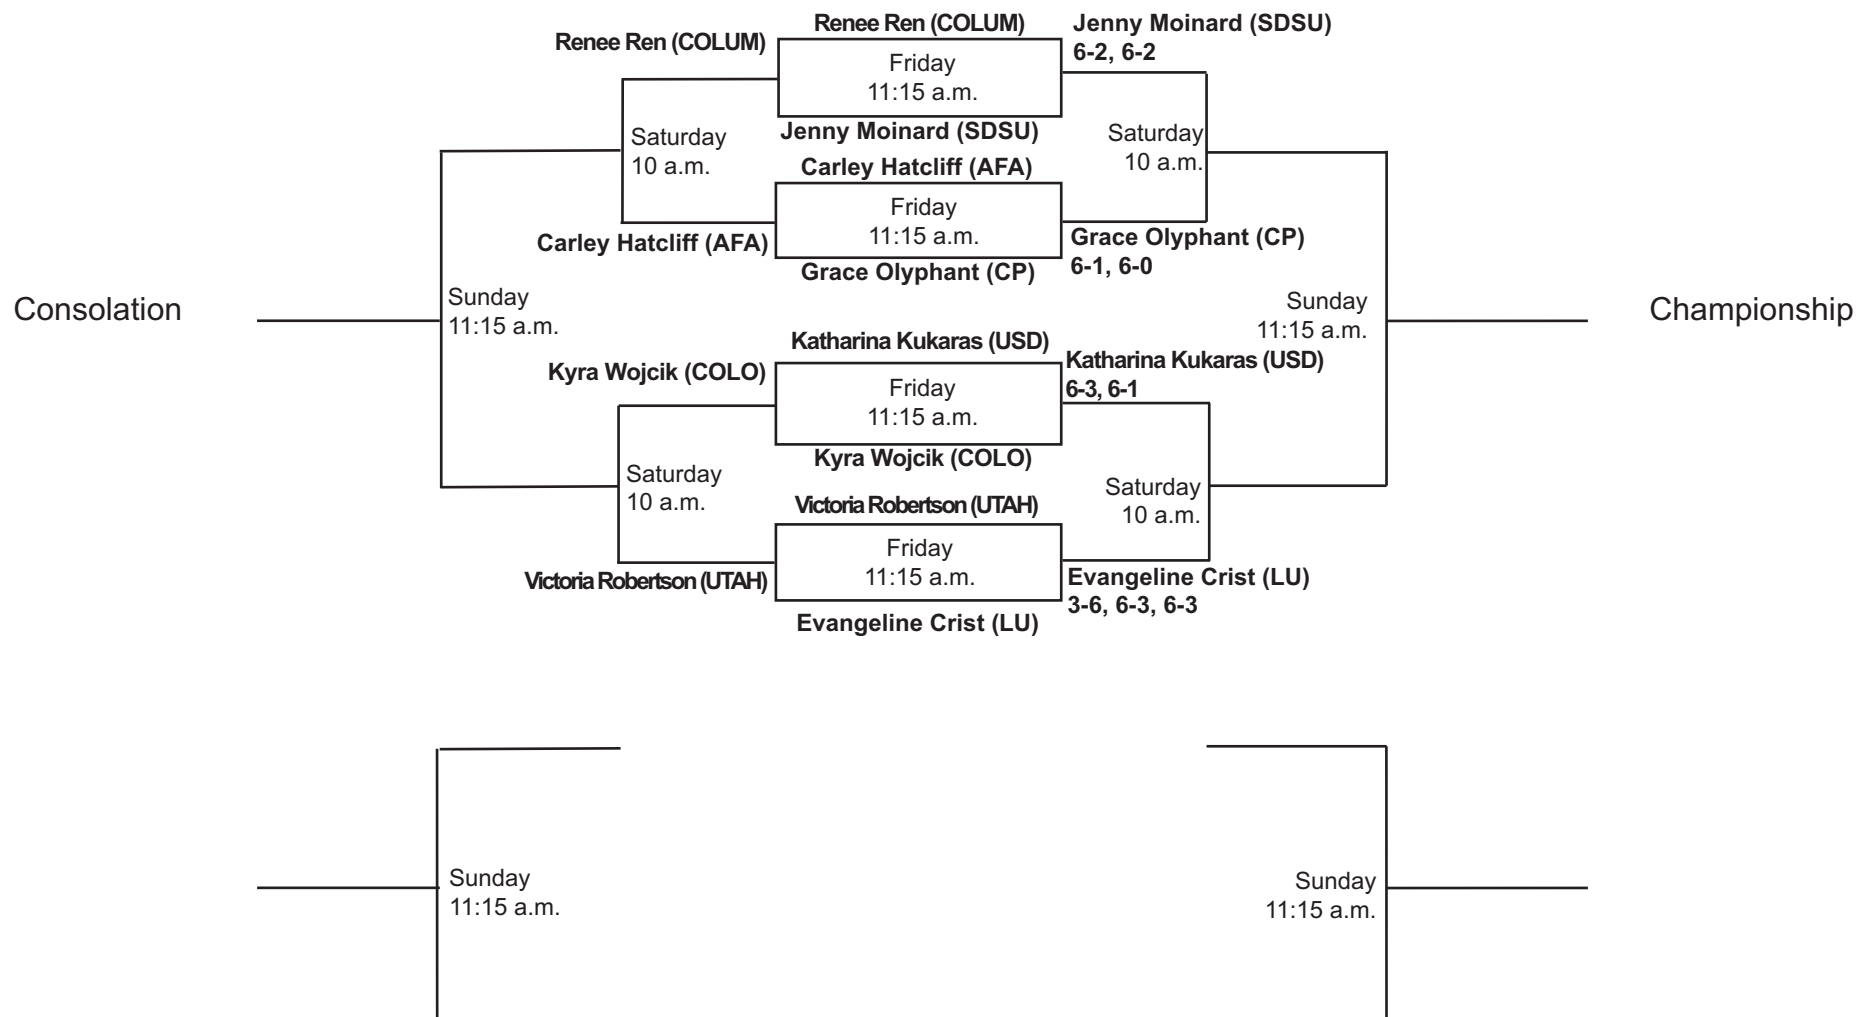 Renee Ren (COLUM)
Renee Ren (COLUM)
Jenny Moinard (SDSU)
6-2, 6-2
Friday
11:15 a.m.
Jenny Moinard (SDSU)
Saturday
10 a.m.
Saturday
10 a.m.
Carley Hatcliff (AFA)
Friday
11:15 a.m.
Carley Hatcliff (AFA)
Grace Olyphant (CP)
Grace Olyphant (CP)
6-1, 6-0
Consolation
Sunday
11:15 a.m.
Sunday
11:15 a.m.
Championship
Katharina Kukaras (USD)
Kyra Wojcik (COLO)
Katharina Kukaras (USD)
6-3, 6-1
Friday
11:15 a.m.
Kyra Wojcik (COLO)
Saturday
10 a.m.
Saturday
10 a.m.
Victoria Robertson (UTAH)
Friday
11:15 a.m.
Victoria Robertson (UTAH)
Evangeline Crist (LU)
3-6, 6-3, 6-3
Evangeline Crist (LU)
Sunday
11:15 a.m.
Sunday
11:15 a.m.